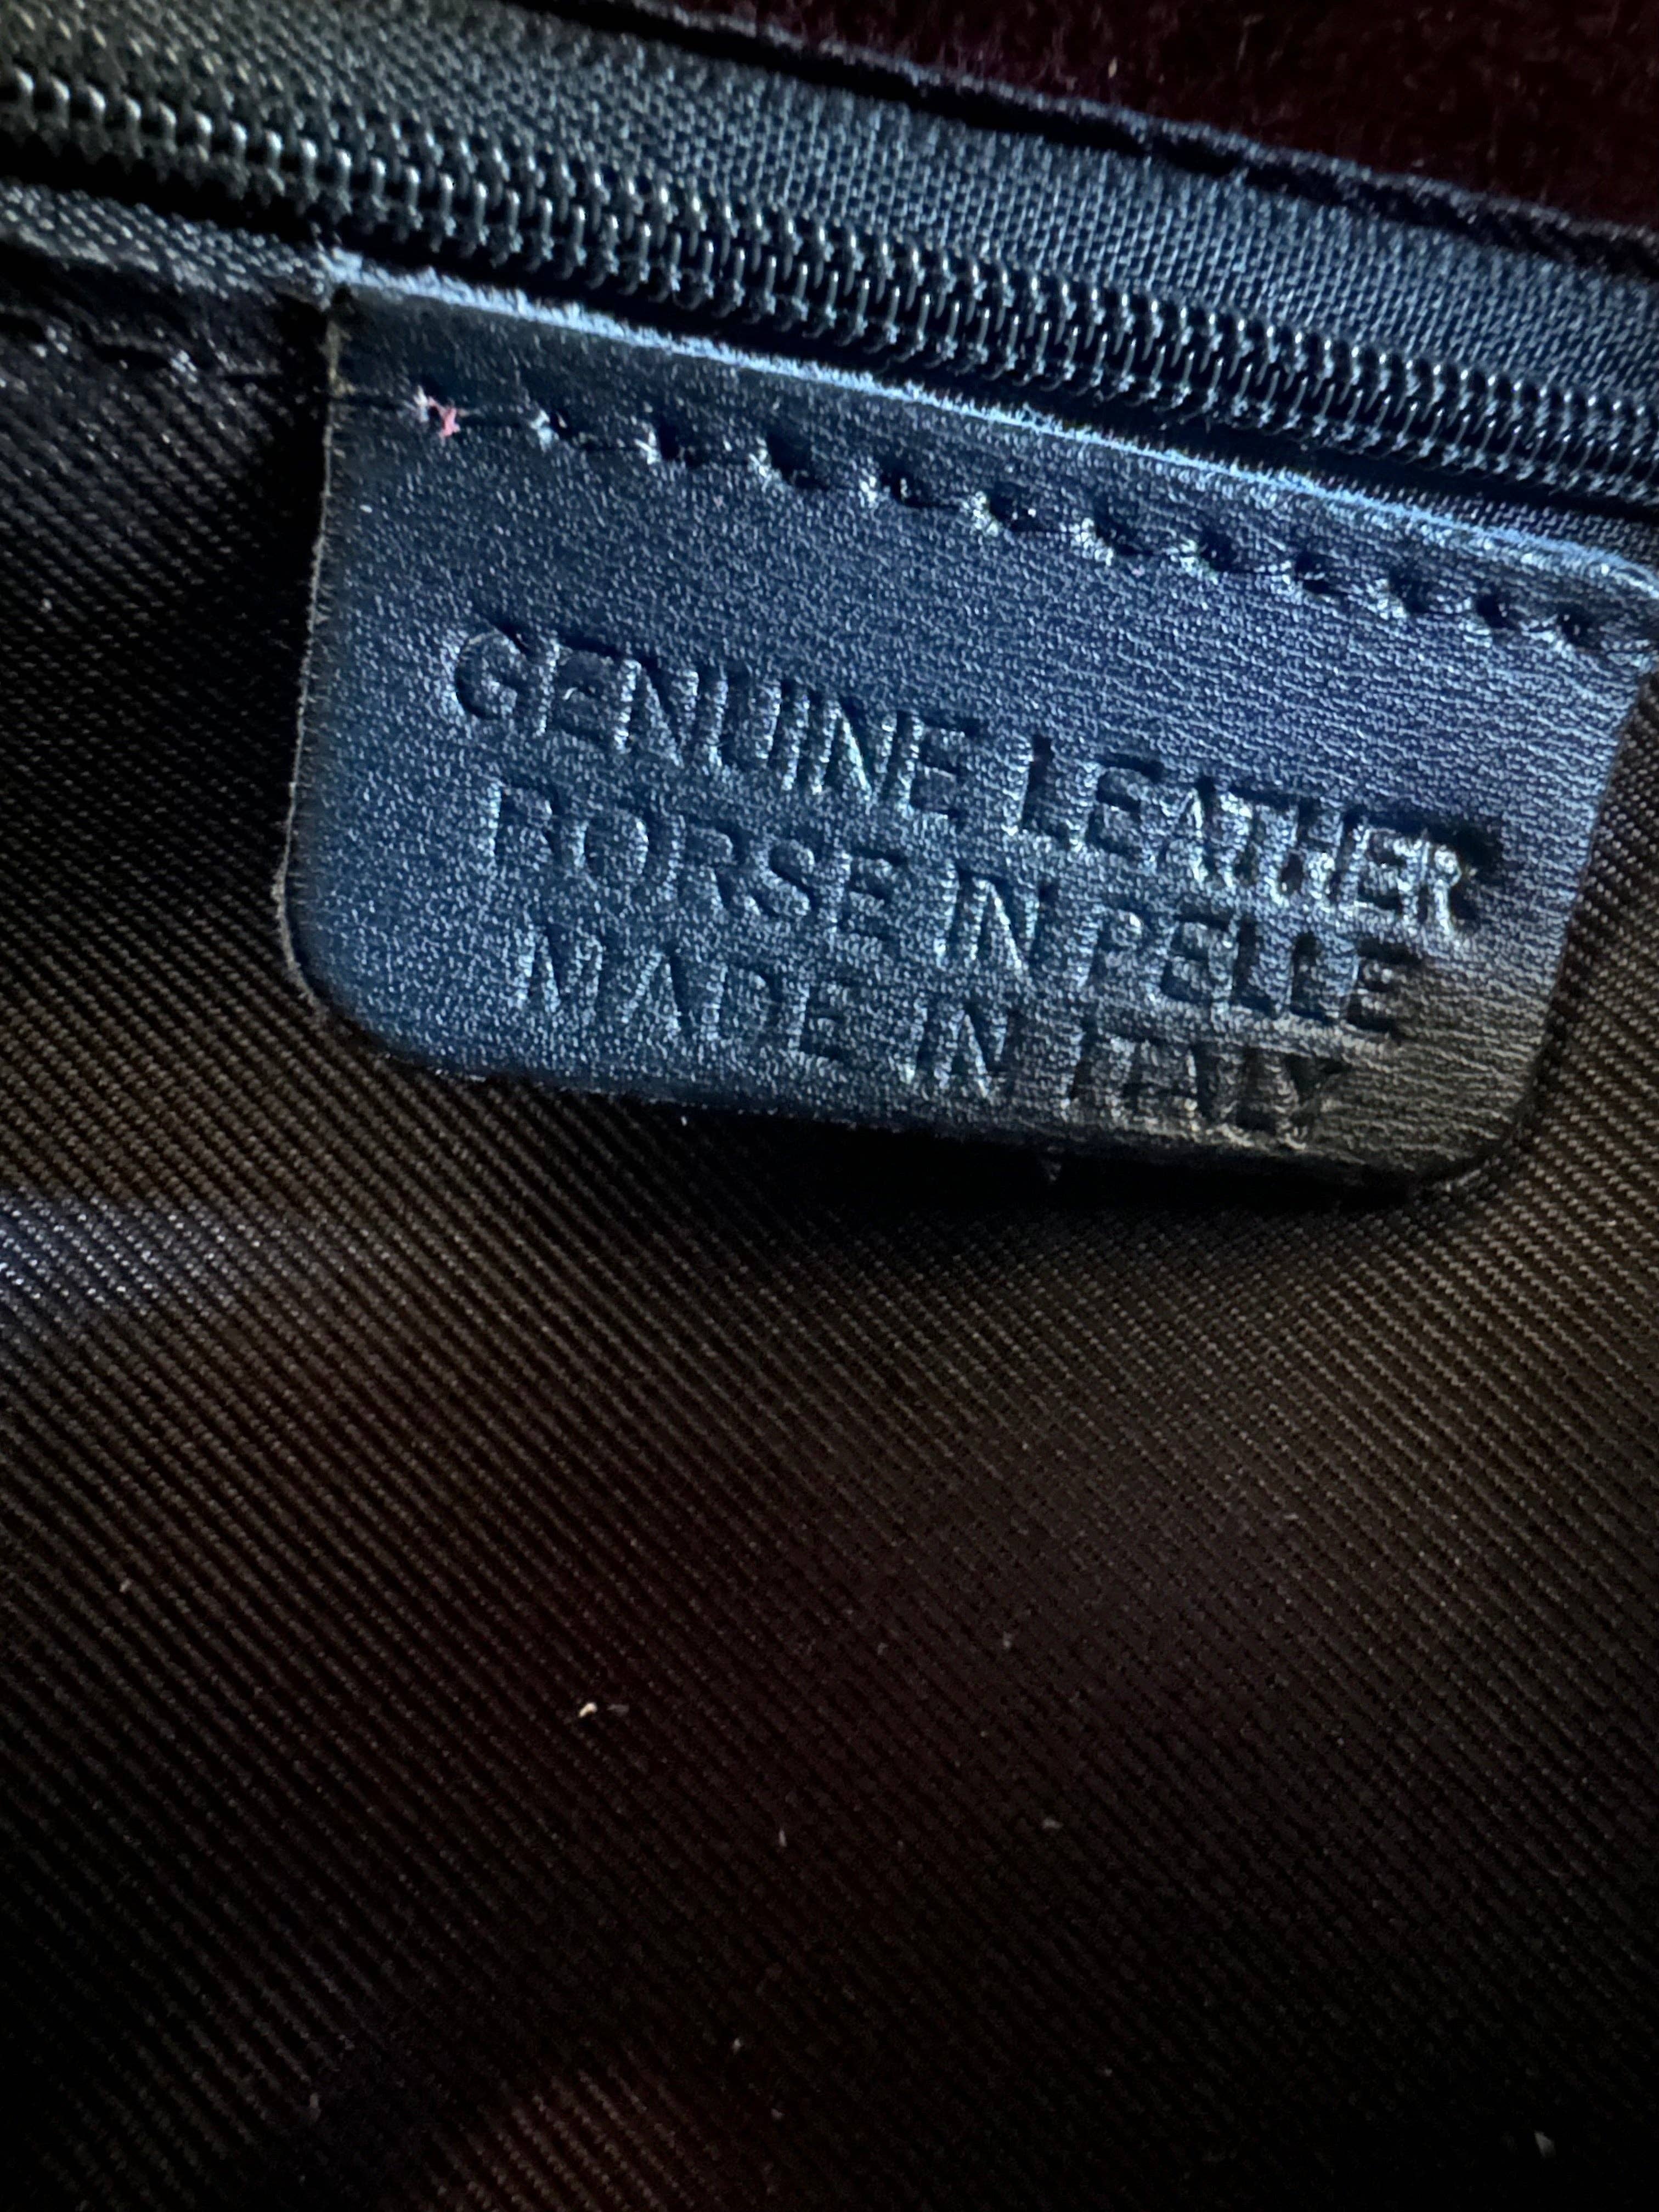 GENUINE LEATHER
BORSE IN PELLE
MADE IN ITALY